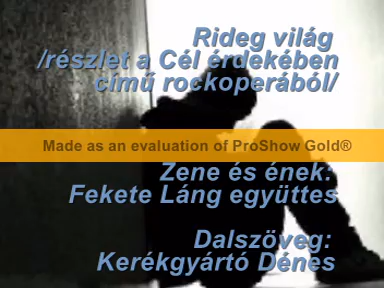 Rideg világ
/részlet a Cél érdekében
című rockoperából/
Made as an evaluation of ProShow Gold®
Zene és ének:
Fekete Láng együttes
Dalszöveg:
Kerékgyártó Dénes